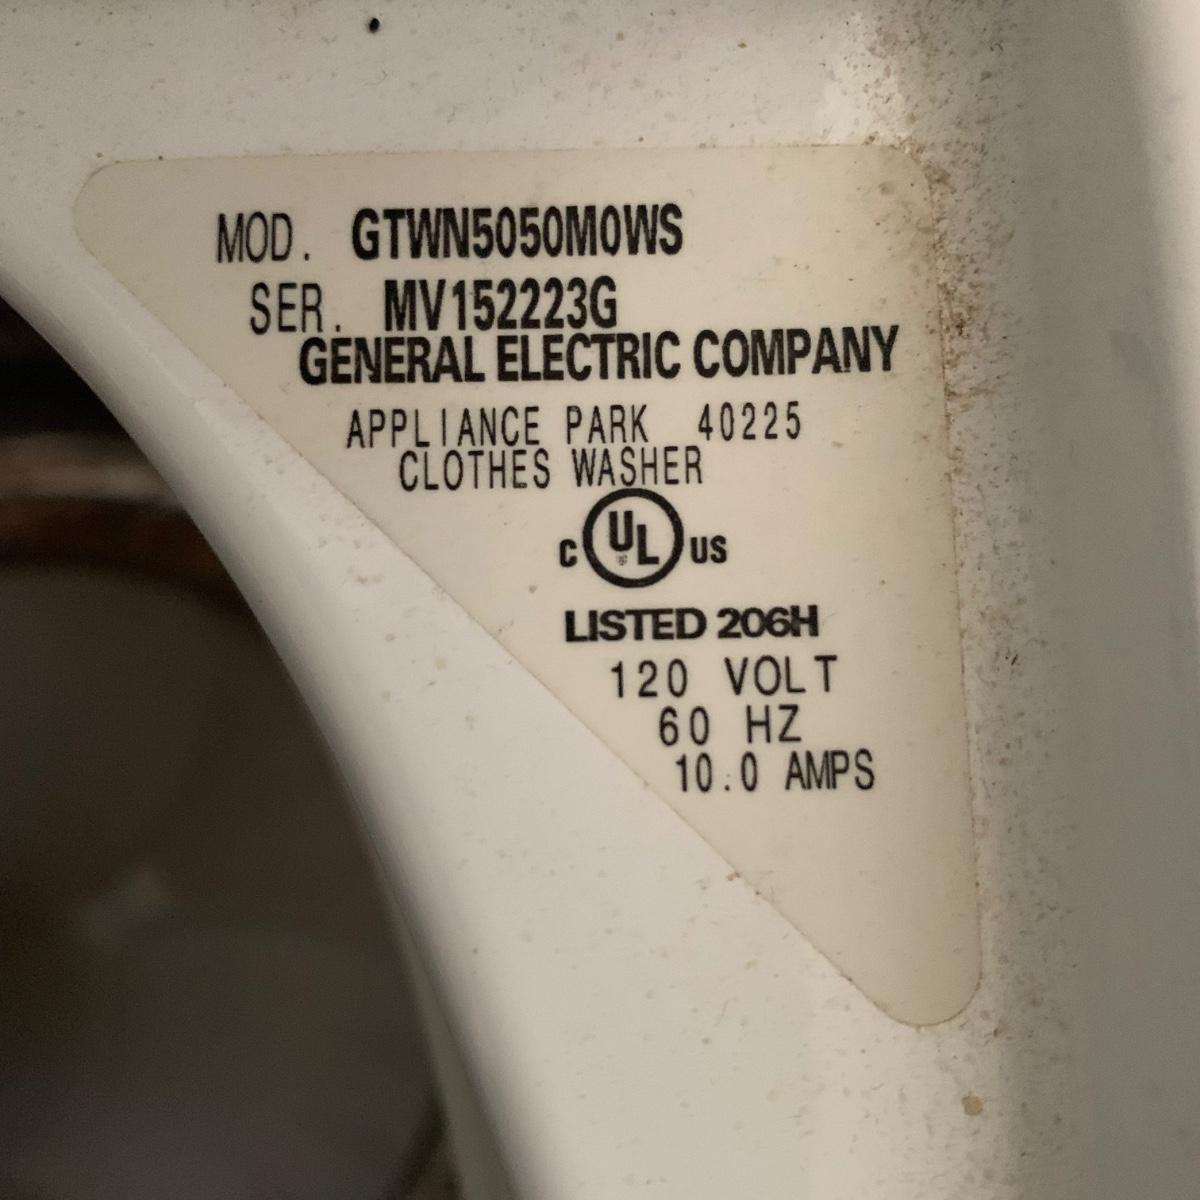 MOD. GTWN5050M0WS
SER. MV152223G
GENERAL ELECTRIC COMPANY
APPLIANCE PARK 40225
CLOTHES WASHER
C UL US
LISTED 206H
120 VOLT
60 HZ
10.0 AMPS